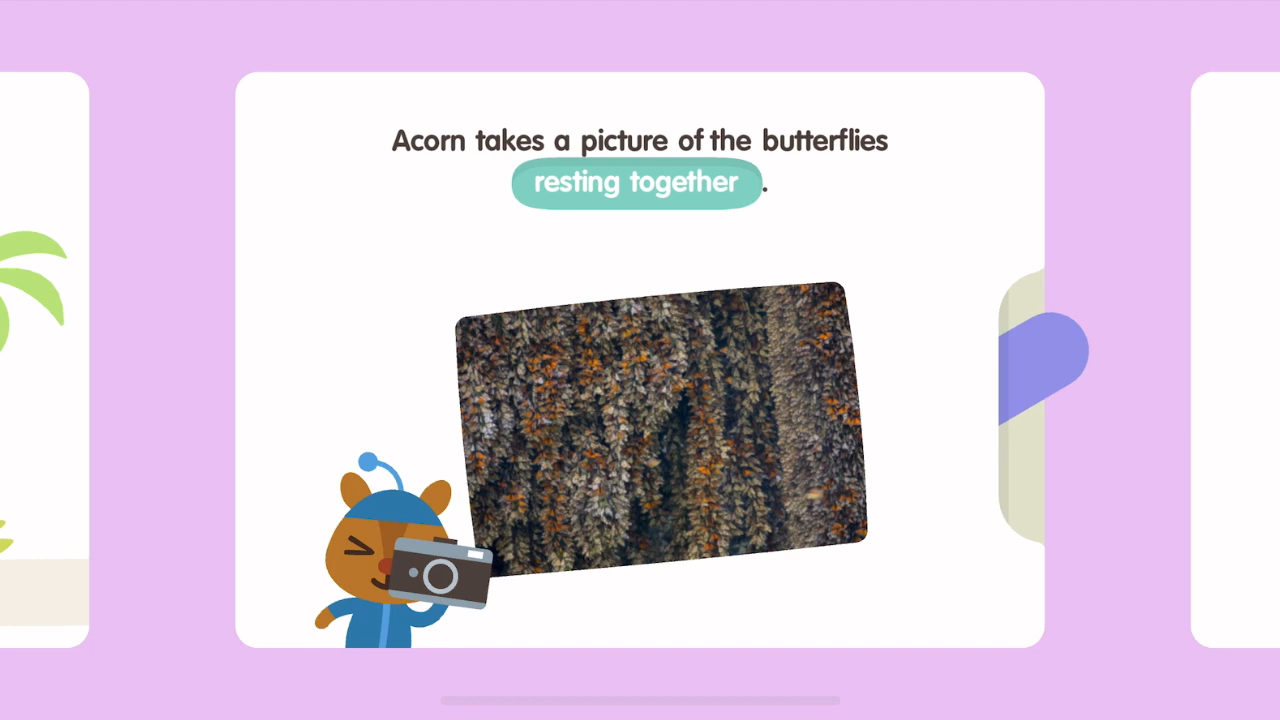 Acorn takes a picture of the butterflies
resting together.